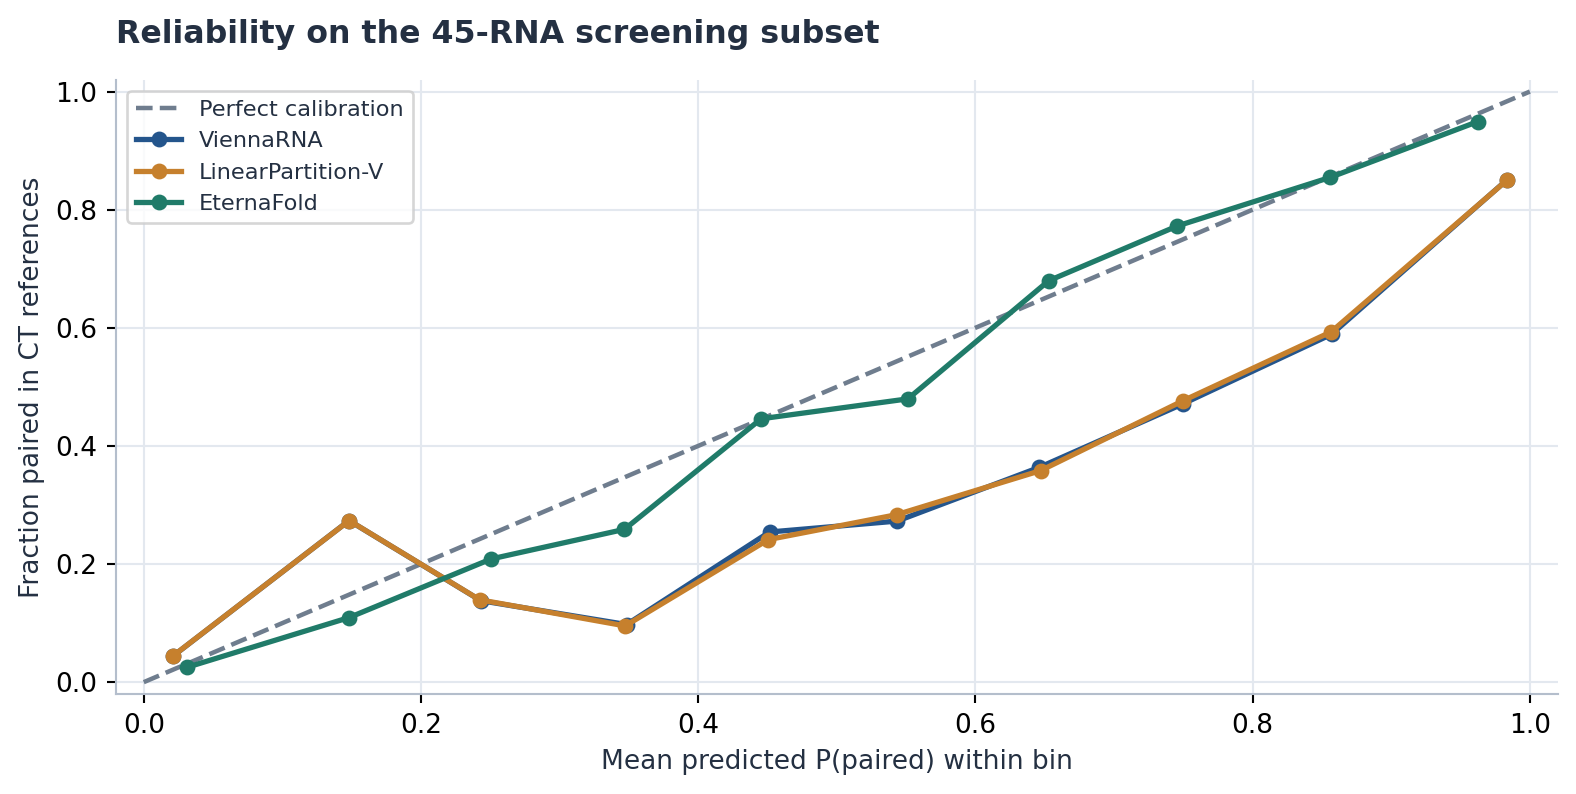 Reliability on the 45-RNA screening subset
Perfect calibration
ViennaRNA
LinearPartition-V
EternaFold
Fraction paired in CT references
1.0
0.8
0.6
0.4
0.2
0.0
0.0 0.2 0.4 0.6 0.8 1.0
Mean predicted P(paired) within bin